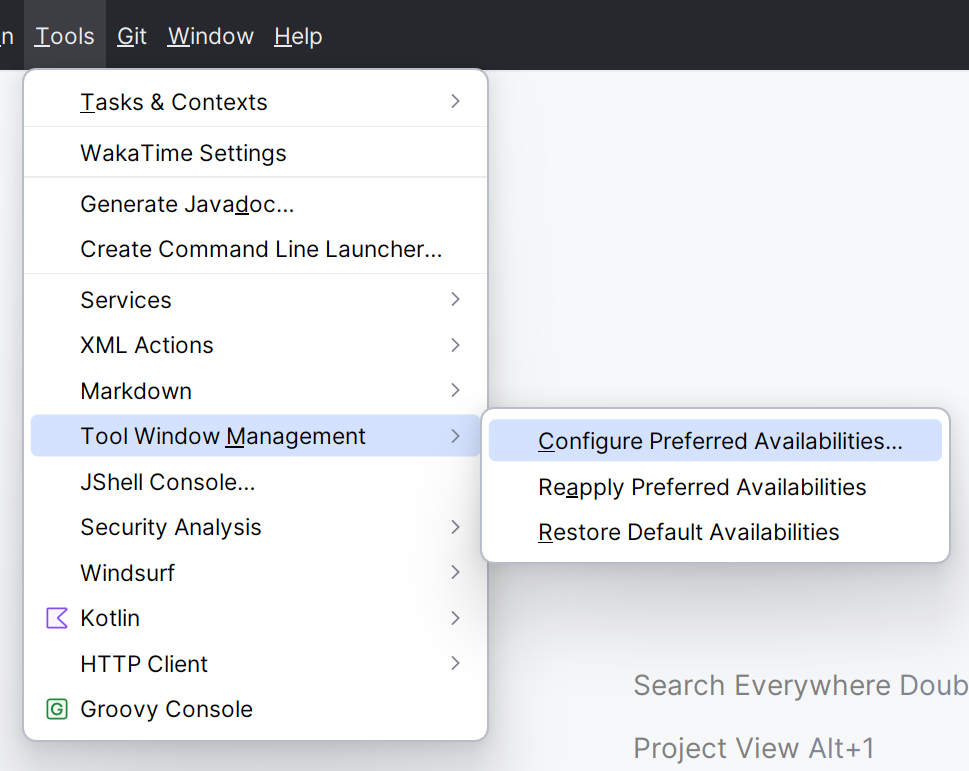 n Tools Git Window Help
Tasks & Contexts
WakaTime Settings
Generate Javadoc...
Create Command Line Launcher...
Services
XML Actions
Markdown
Tool Window Management
Configure Preferred Availabilities...
Reapply Preferred Availabilities
Restore Default Availabilities
JShell Console...
Security Analysis
Windsurf
Kotlin
HTTP Client
G Groovy Console
Search Everywhere Doub
Project View Alt+1